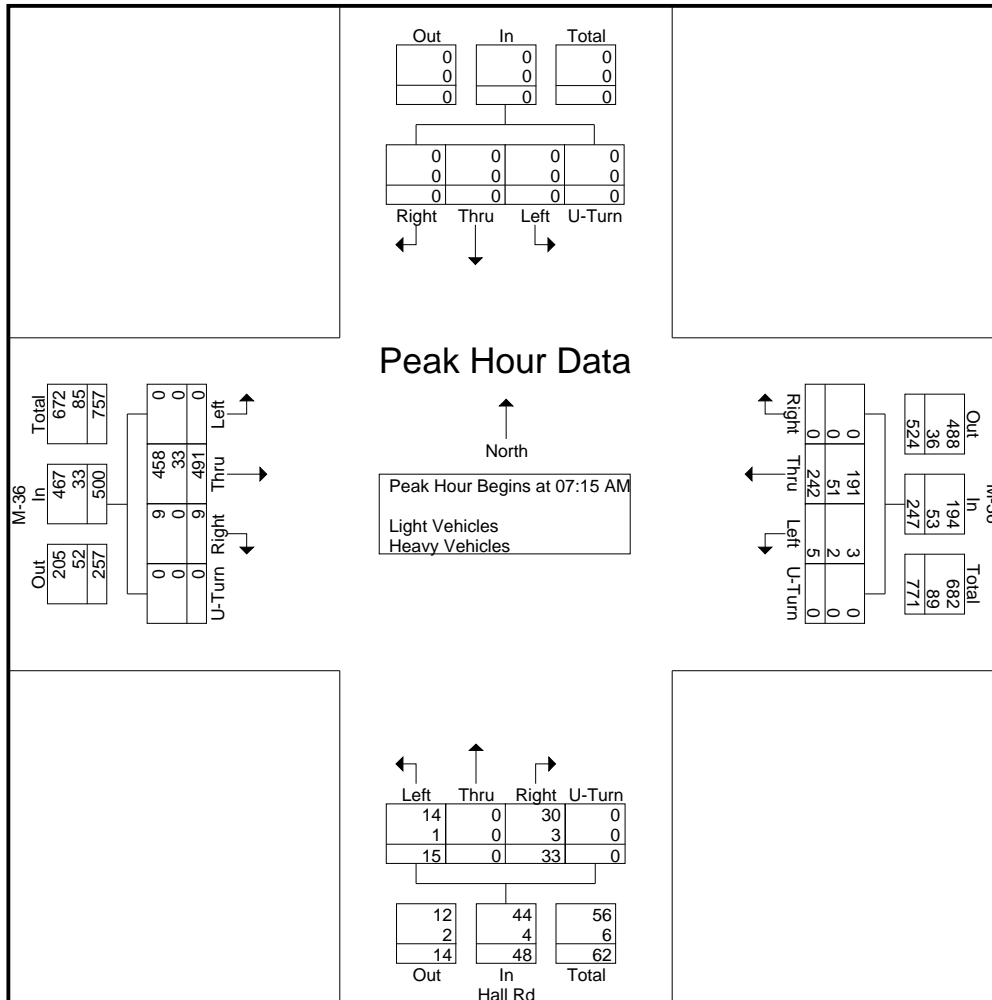 Out In Total
0 0 0
0 0 0
0 0 0
0 0 0 0
0 0 0 0
0 0 0 0
Right Thru Left U-Turn
Peak Hour Data
North
Peak Hour Begins at 07:15 AM
Light Vehicles
Heavy Vehicles
M-36
Out In Total
205 467 672
52 33 85
257 500 757
0 9 458 0
0 0 33 0
0 9 491 0
U-Turn Right Thru Left
M-36
Out In Total
488 194 682
36 53 89
524 247 771
0 191 3 0
0 51 2 0
0 242 5 0
Right Thru Left U-Turn
Left Thru Right U-Turn
14 0 30 0
1 0 3 0
15 0 33 0
12 44 56
2 4 6
14 48 62
Out In Total
Hall Rd